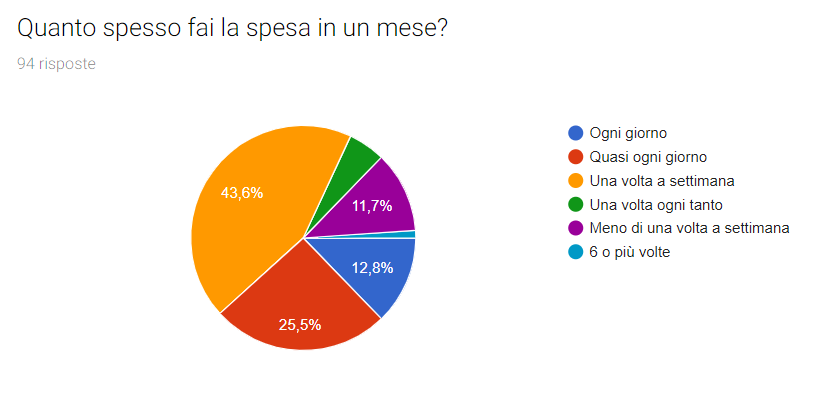 Quanto spesso fai la spesa in un mese?
94 risposte
Ogni giorno
Quasi ogni giorno
Una volta a settimana
Una volta ogni tanto
Meno di una volta a settimana
6 o più volte
43,6%
11,7%
12,8%
25,5%